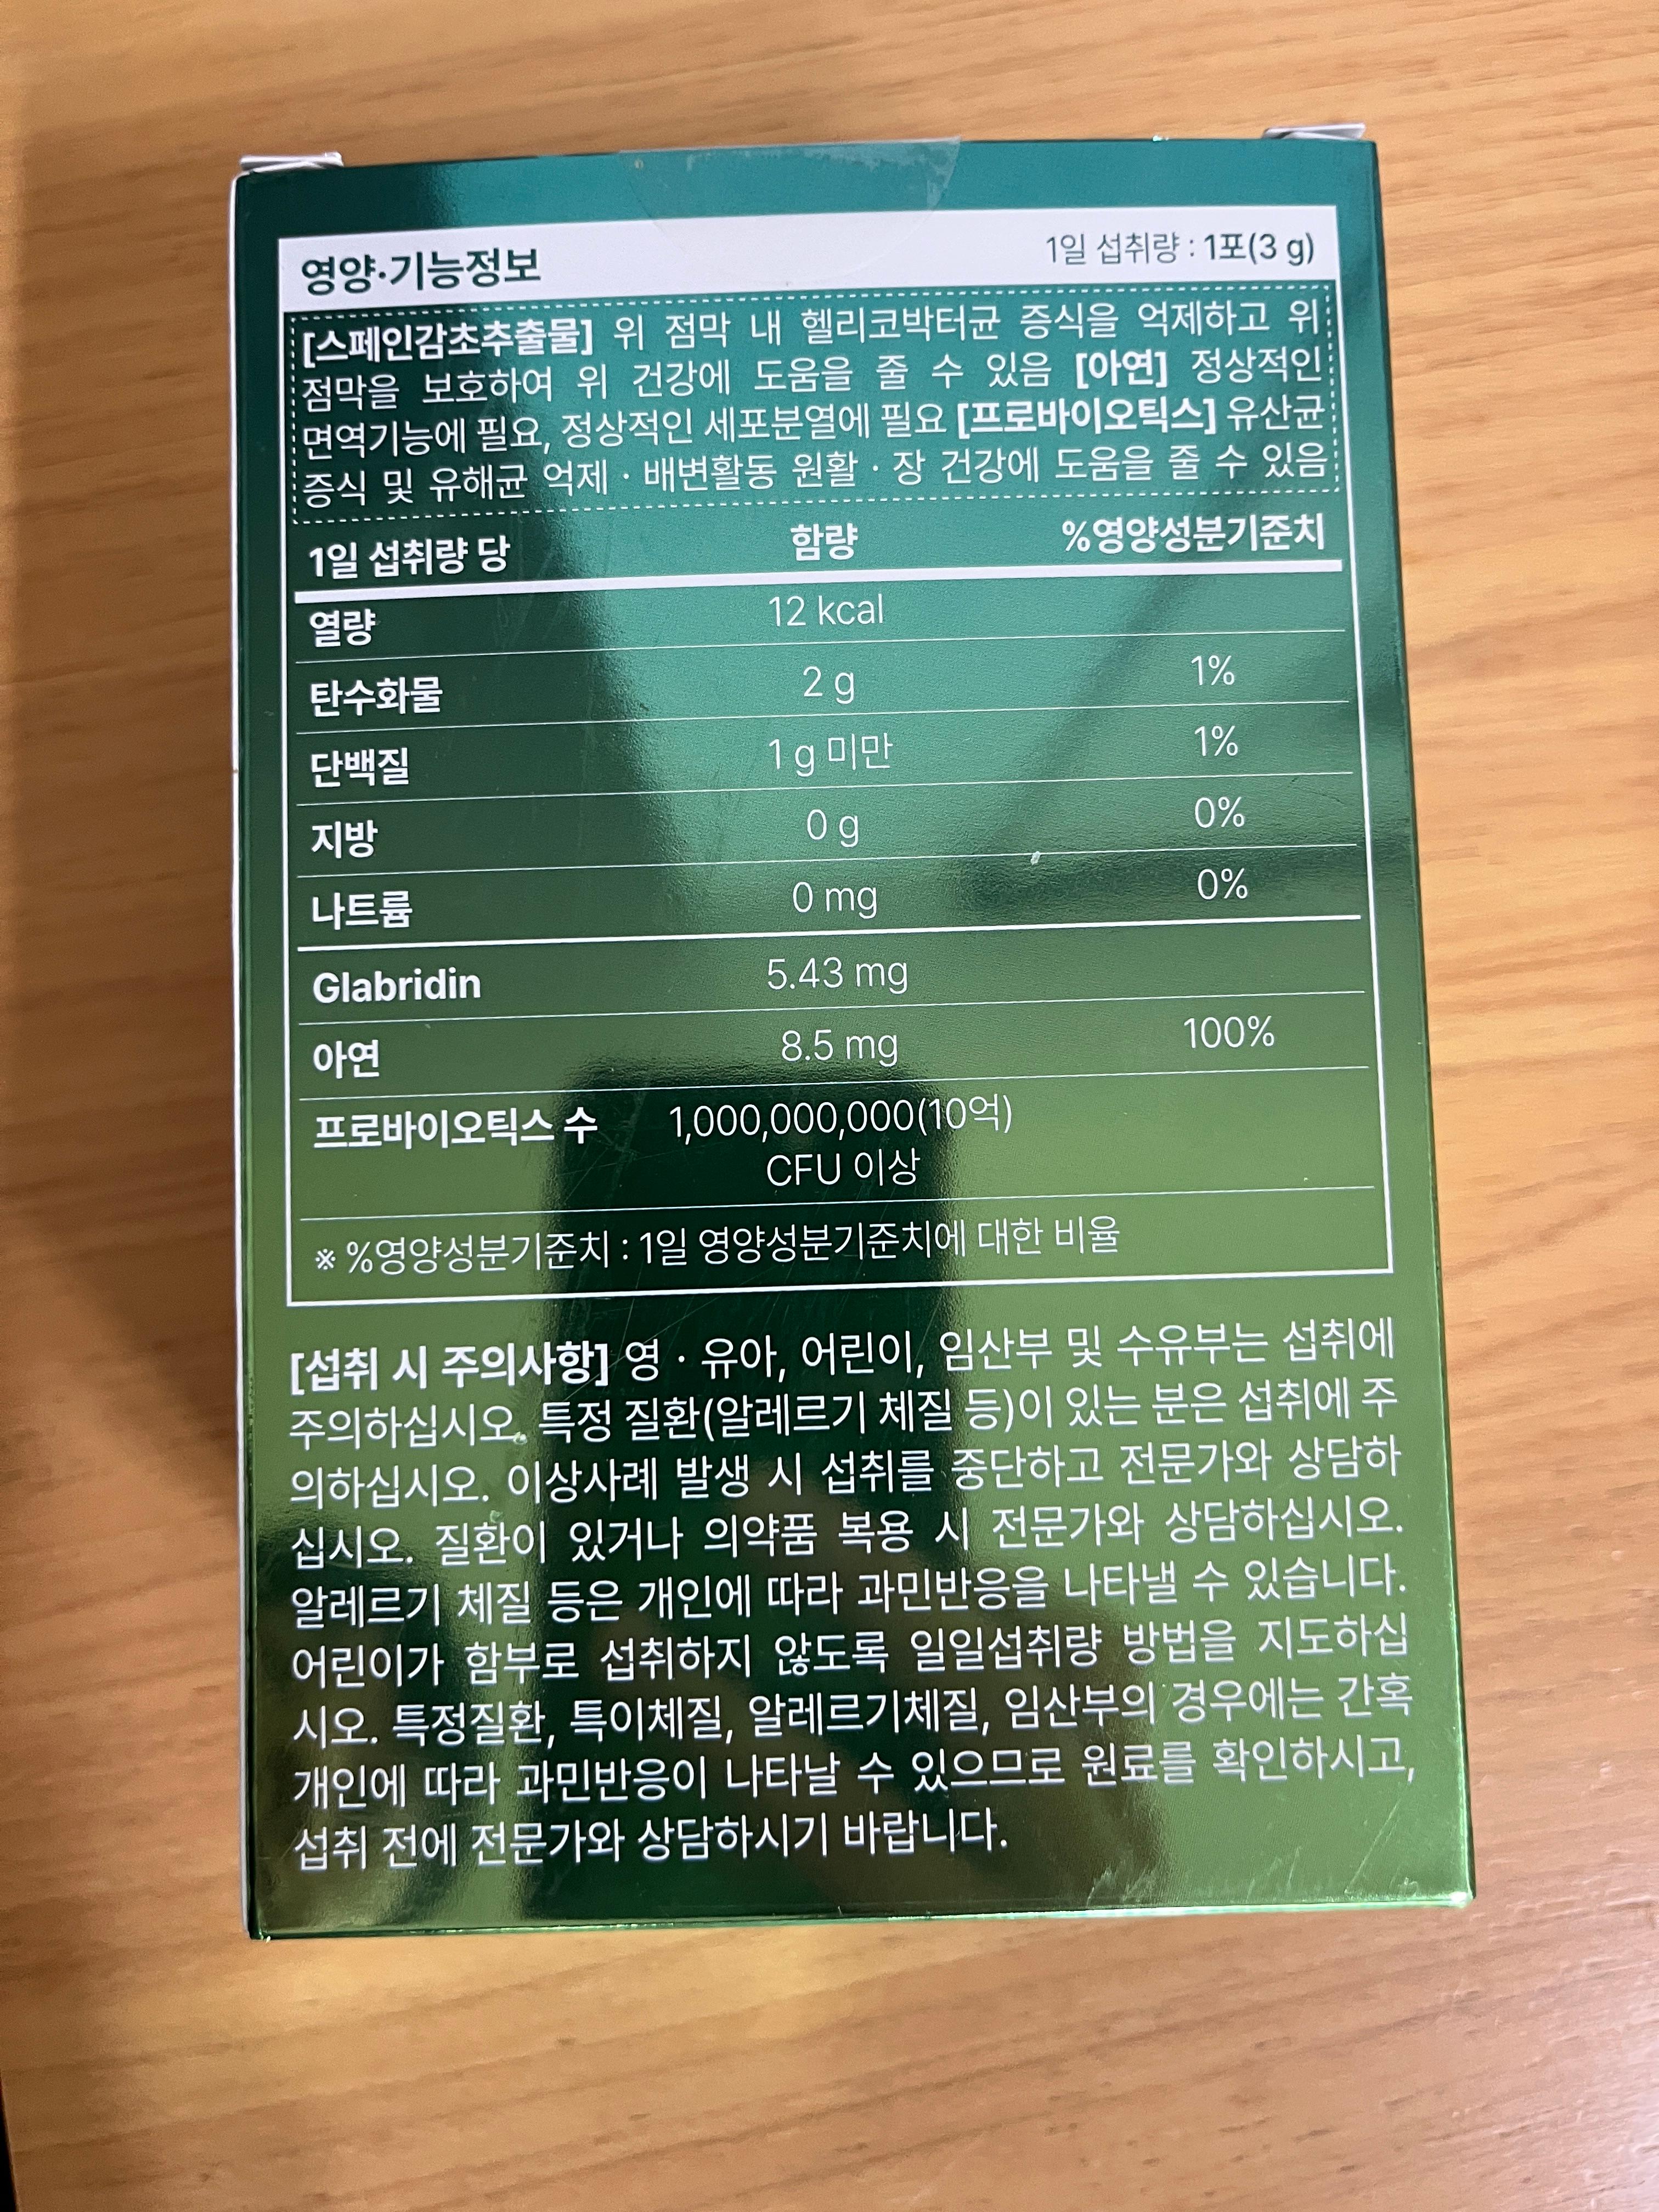 영양·기능정보
1일 섭취량 : 1포(3 g)
[스페인감초추출물] 위 점막 내 헬리코박터균 증식을 억제하고 위
점막을 보호하여 위 건강에 도움을 줄 수 있음 [아연] 정상적인
면역기능에 필요, 정상적인 세포분열에 필요 [프로바이오틱스] 유산균
증식 및 유해균 억제 · 배변활동 원활 · 장 건강에 도움을 줄 수 있음
1일 섭취량 당 함량 %영양성분기준치
열량 12 kcal
탄수화물 2 g 1%
단백질 1 g 미만 1%
지방 0 g 0%
나트륨 0 mg 0%
Glabridin 5.43 mg
아연 8.5 mg 100%
프로바이오틱스 수 1,000,000,000(10억)
CFU 이상
※ %영양성분기준치 : 1일 영양성분기준치에 대한 비율
[섭취 시 주의사항] 영 · 유아, 어린이, 임산부 및 수유부는 섭취에
주의하십시오. 특정 질환(알레르기 체질 등)이 있는 분은 섭취에 주
의하십시오. 이상사례 발생 시 섭취를 중단하고 전문가와 상담하
십시오. 질환이 있거나 의약품 복용 시 전문가와 상담하십시오.
알레르기 체질 등은 개인에 따라 과민반응을 나타낼 수 있습니다.
어린이가 함부로 섭취하지 않도록 일일섭취량 방법을 지도하십
시오. 특정질환, 특이체질, 알레르기체질, 임산부의 경우에는 간혹
개인에 따라 과민반응이 나타날 수 있으므로 원료를 확인하시고,
섭취 전에 전문가와 상담하시기 바랍니다.